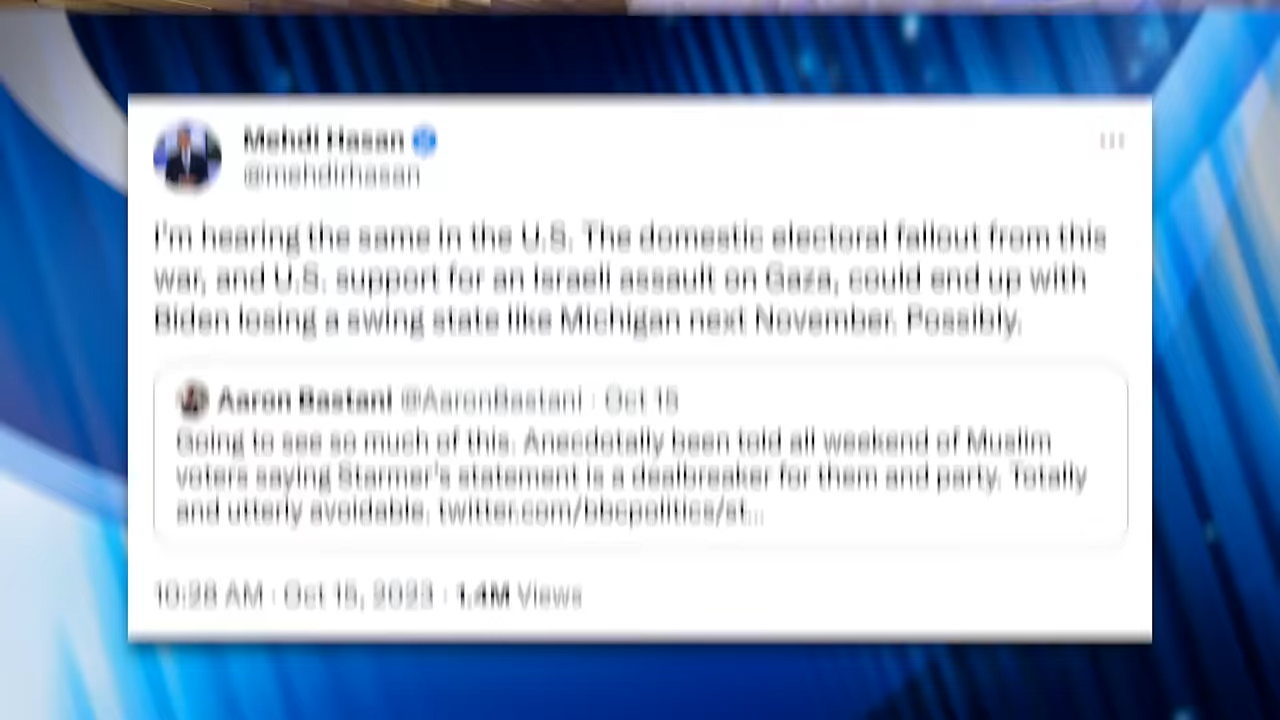 Mehdi Hasan
@mehdirhasan
I'm hearing the same in the U.S. The domestic electoral fallout from this
war, and U.S. support for an Israeli assault on Gaza, could end up with
Biden losing a swing state like Michigan next November. Possibly.
Aaron Bastani @AaronBastani · Oct 15
Going to see so much of this. Anecdotally been told all weekend of Muslim
voters saying Starmer's statement is a dealbreaker for them and party. Totally
and utterly avoidable. twitter.com/bbcpolitics/st...
10:28 AM · Oct 15, 2023 · 1.4M Views